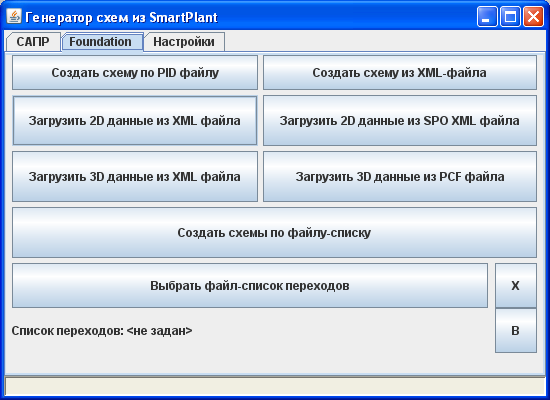 Генератор схем из SmartPlant
САПР Foundation Настройки
Создать схему по PID файлу Создать схему из XML-файла
Загрузить 2D данные из XML файла Загрузить 2D данные из SPO XML файла
Загрузить 3D данные из XML файла Загрузить 3D данные из PCF файла
Создать схемы по файлу-списку
Выбрать файл-список переходов X
Список переходов: <не задан> B